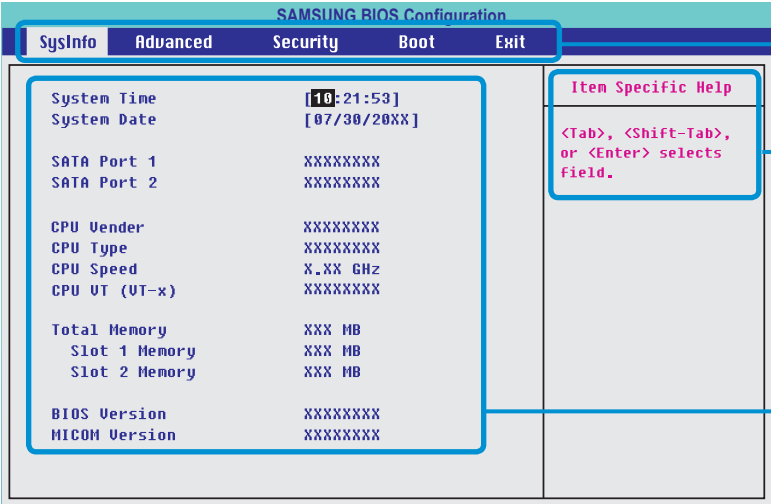 SAMSUNG BIOS Configuration
SysInfo Advanced Security Boot Exit
System Time [10:21:53]
System Date [07/30/20XX]
SATA Port 1 XXXXXXXX
SATA Port 2 XXXXXXXX
CPU Vender XXXXXXXX
CPU Type XXXXXXXX
CPU Speed X.XX GHz
CPU VT (VT-x) XXXXXXXX
Total Memory XXX MB
Slot 1 Memory XXX MB
Slot 2 Memory XXX MB
BIOS Version XXXXXXXX
MICOM Version XXXXXXXX
Item Specific Help
<Tab>, <Shift-Tab>,
or <Enter> selects
field.